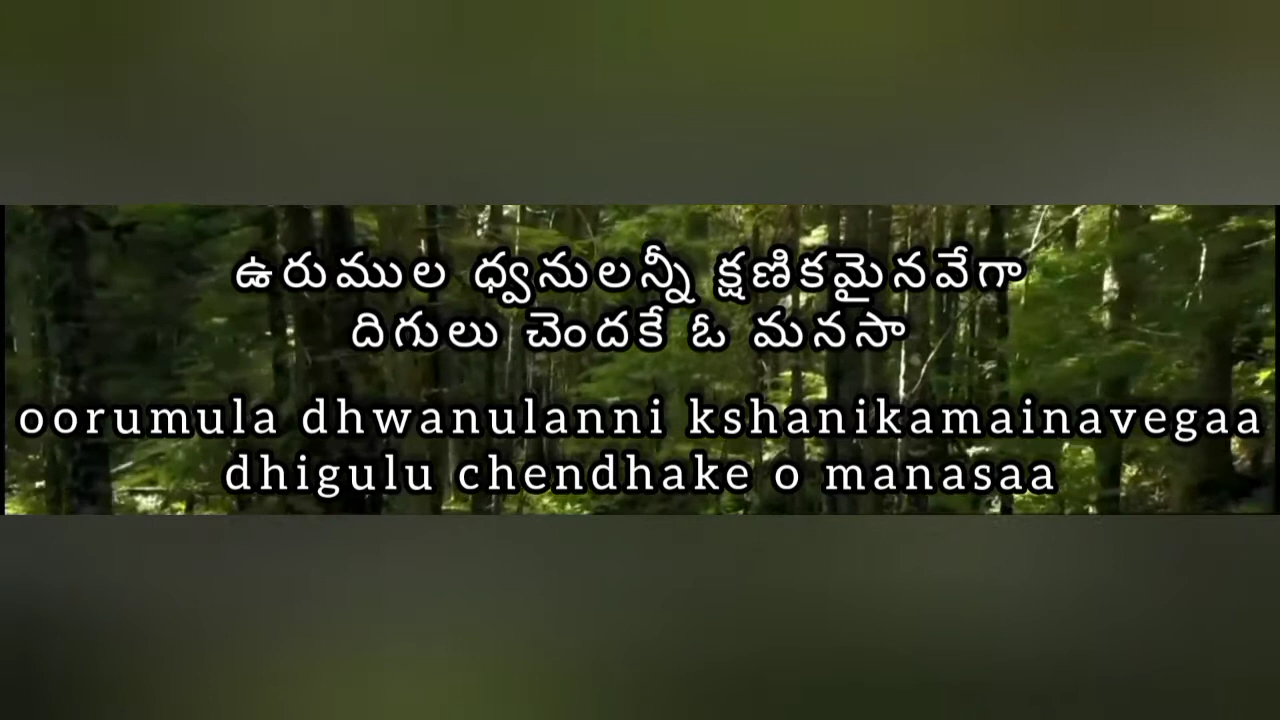 ఉరుముల ధ్వనులన్నీ క్షణికమైనవేగా
దిగులు చెందకే ఓ మనసా
oorumula dhwanulanni kshanikamainavegaa
dhigulu chendhake o manasaa